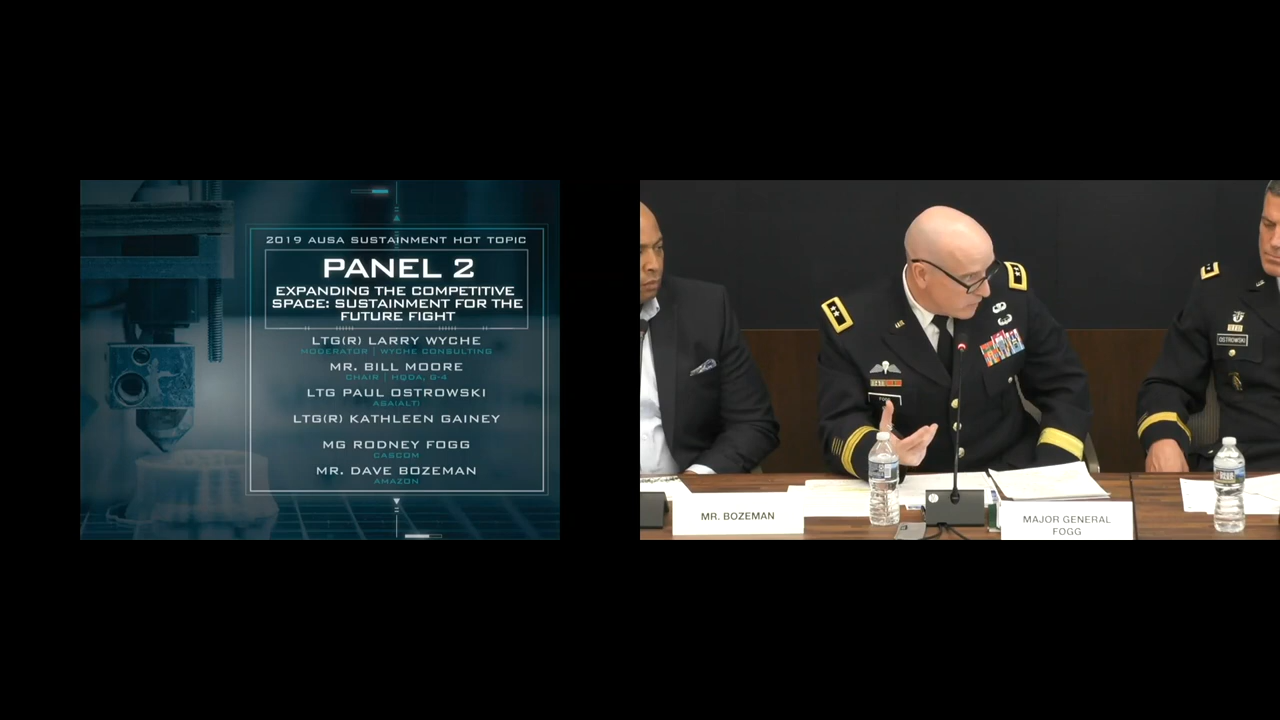 2019 AUSA SUSTAINMENT HOT TOPIC
PANEL 2
EXPANDING THE COMPETITIVE
SPACE: SUSTAINMENT FOR THE
FUTURE FIGHT
LTG(R) LARRY WYCHE
MODERATOR | WYCHE CONSULTING
MR. BILL MOORE
CHAIR | HQDA, G-4
LTG PAUL OSTROWSKI
ASA(ALT)
LTG(R) KATHLEEN GAINEY
MG RODNEY FOGG
CASCOM
MR. DAVE BOZEMAN
AMAZON
OSTROWSKI
MR. BOZEMAN
MAJOR GENERAL
FOGG